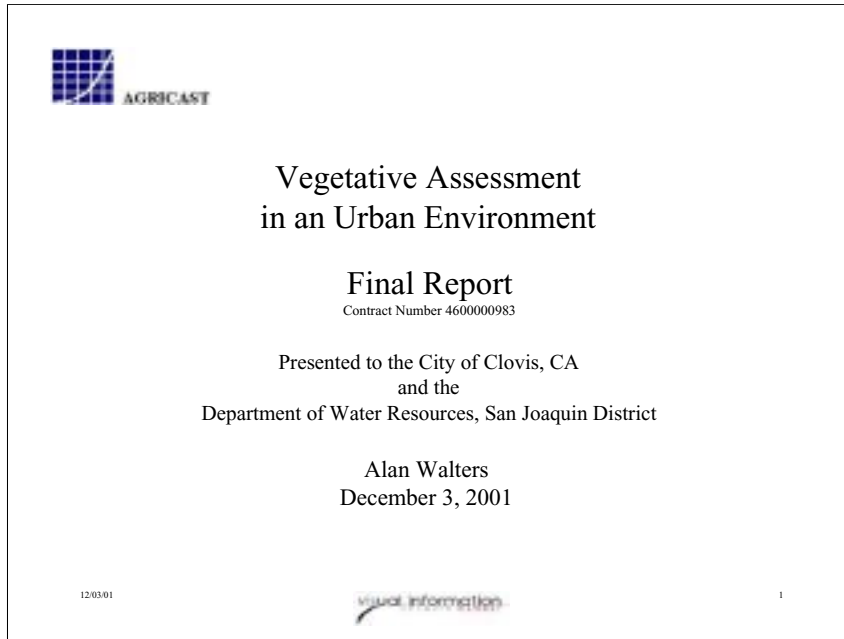 AGRICAST
Vegetative Assessment
in an Urban Environment
Final Report
Contract Number 4600000983
Presented to the City of Clovis, CA
and the
Department of Water Resources, San Joaquin District
Alan Walters
December 3, 2001
12/03/01
visual information
1